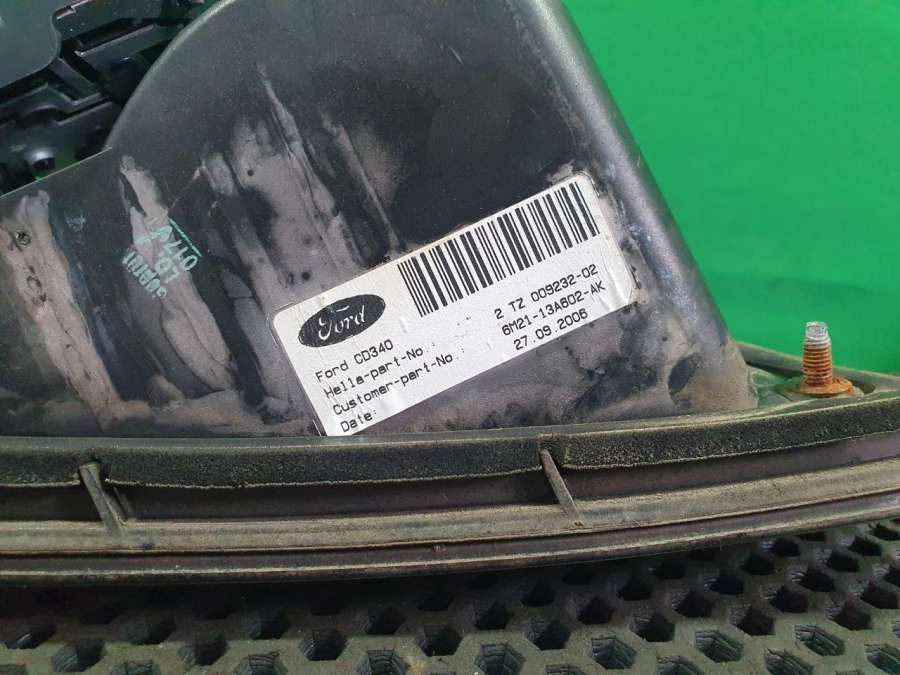 Ford
Ford CD340
Hella-part-No.: 2 TZ 009232-02
Customer-part-No.: 6M21-13A602-AK
Date: 27.09.2006